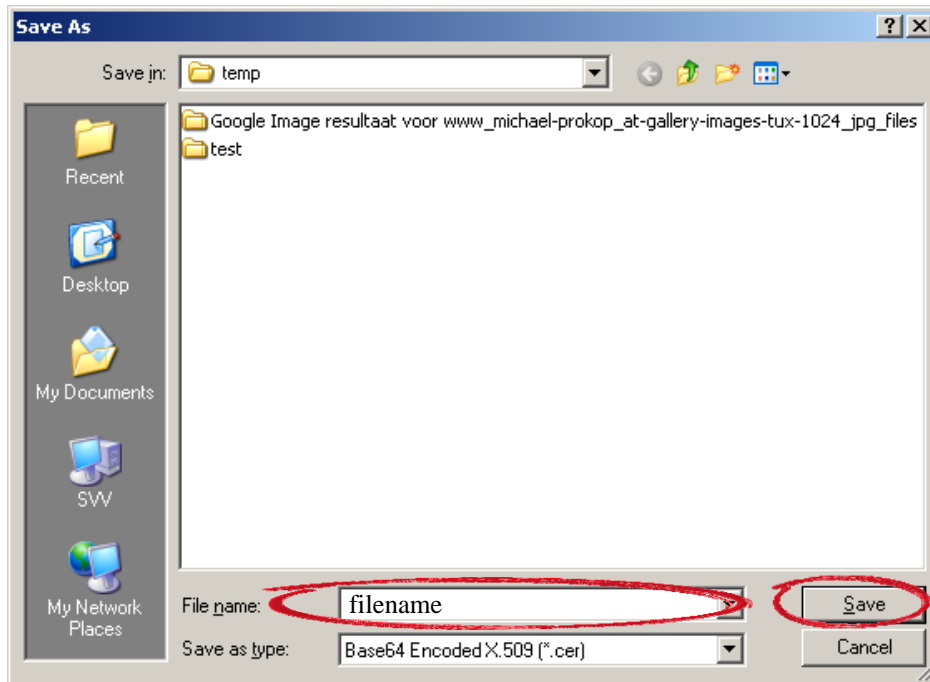 Save As
Save in: temp
Google Image resultaat voor www_michael-prokop_at-gallery-images-tux-1024_jpg_files
test
Recent
Desktop
My Documents
SVV
My Network
Places
File name: filename
Save
Save as type: Base64 Encoded X.509 (*.cer)
Cancel